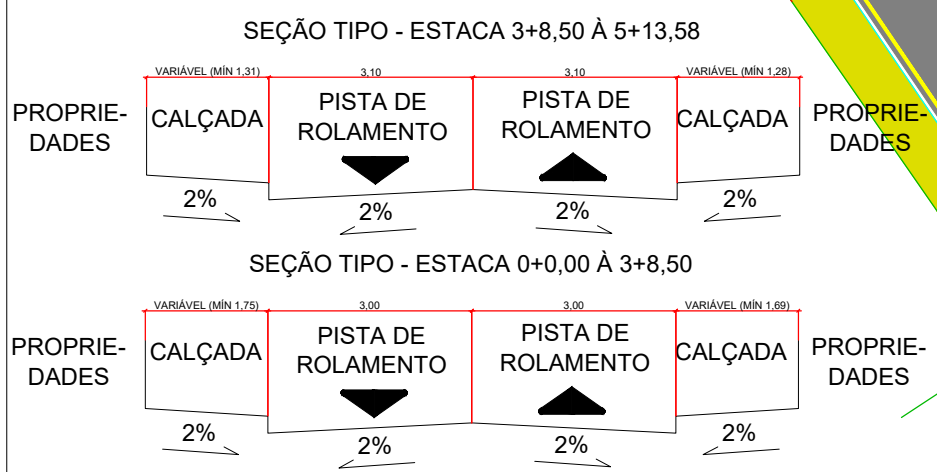 SEÇÃO TIPO - ESTACA 3+8,50 À 5+13,58
VARIÁVEL (MÍN 1,31)
3,10
3,10
VARIÁVEL (MÍN 1,28)
PROPRIE-
DADES
CALÇADA
PISTA DE
ROLAMENTO
PISTA DE
ROLAMENTO
CALÇADA
PROPRIE-
DADES
2%
2%
2%
2%
SEÇÃO TIPO - ESTACA 0+0,00 À 3+8,50
VARIÁVEL (MÍN 1,75)
3,00
3,00
VARIÁVEL (MÍN 1,69)
PROPRIE-
DADES
CALÇADA
PISTA DE
ROLAMENTO
PISTA DE
ROLAMENTO
CALÇADA
PROPRIE-
DADES
2%
2%
2%
2%